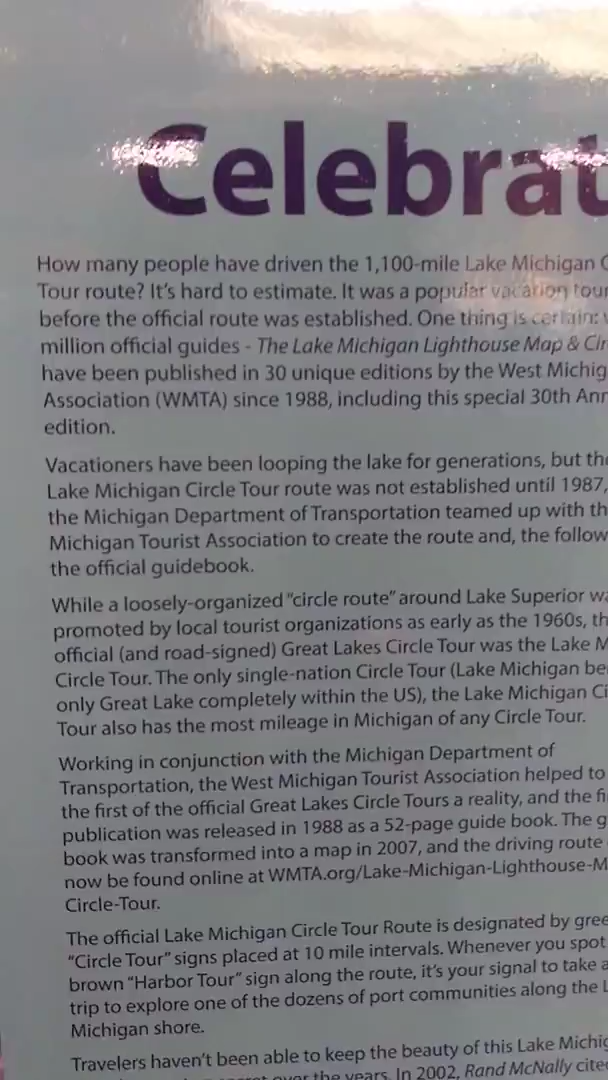 Celebrat
How many people have driven the 1,100-mile Lake Michigan C
Tour route? It's hard to estimate. It was a popular vacation tour
before the official route was established. One thing is certain:
million official guides - The Lake Michigan Lighthouse Map & Cir
have been published in 30 unique editions by the West Michig
Association (WMTA) since 1988, including this special 30th Ann
edition.
Vacationers have been looping the lake for generations, but the
Lake Michigan Circle Tour route was not established until 1987,
the Michigan Department of Transportation teamed up with th
Michigan Tourist Association to create the route and, the follow
the official guidebook.
While a loosely-organized "circle route" around Lake Superior wa
promoted by local tourist organizations as early as the 1960s, th
official (and road-signed) Great Lakes Circle Tour was the Lake M
Circle Tour. The only single-nation Circle Tour (Lake Michigan be
only Great Lake completely within the US), the Lake Michigan Ci
Tour also has the most mileage in Michigan of any Circle Tour.
Working in conjunction with the Michigan Department of
Transportation, the West Michigan Tourist Association helped to
the first of the official Great Lakes Circle Tours a reality, and the fi
publication was released in 1988 as a 52-page guide book. The g
book was transformed into a map in 2007, and the driving route
now be found online at WMTA.org/Lake-Michigan-Lighthouse-M
Circle-Tour.
The official Lake Michigan Circle Tour Route is designated by gree
"Circle Tour" signs placed at 10 mile intervals. Whenever you spot
brown "Harbor Tour" sign along the route, it's your signal to take a
trip to explore one of the dozens of port communities along the L
Michigan shore.
Travelers haven't been able to keep the beauty of this Lake Michig
over the years. In 2002, Rand McNally cite